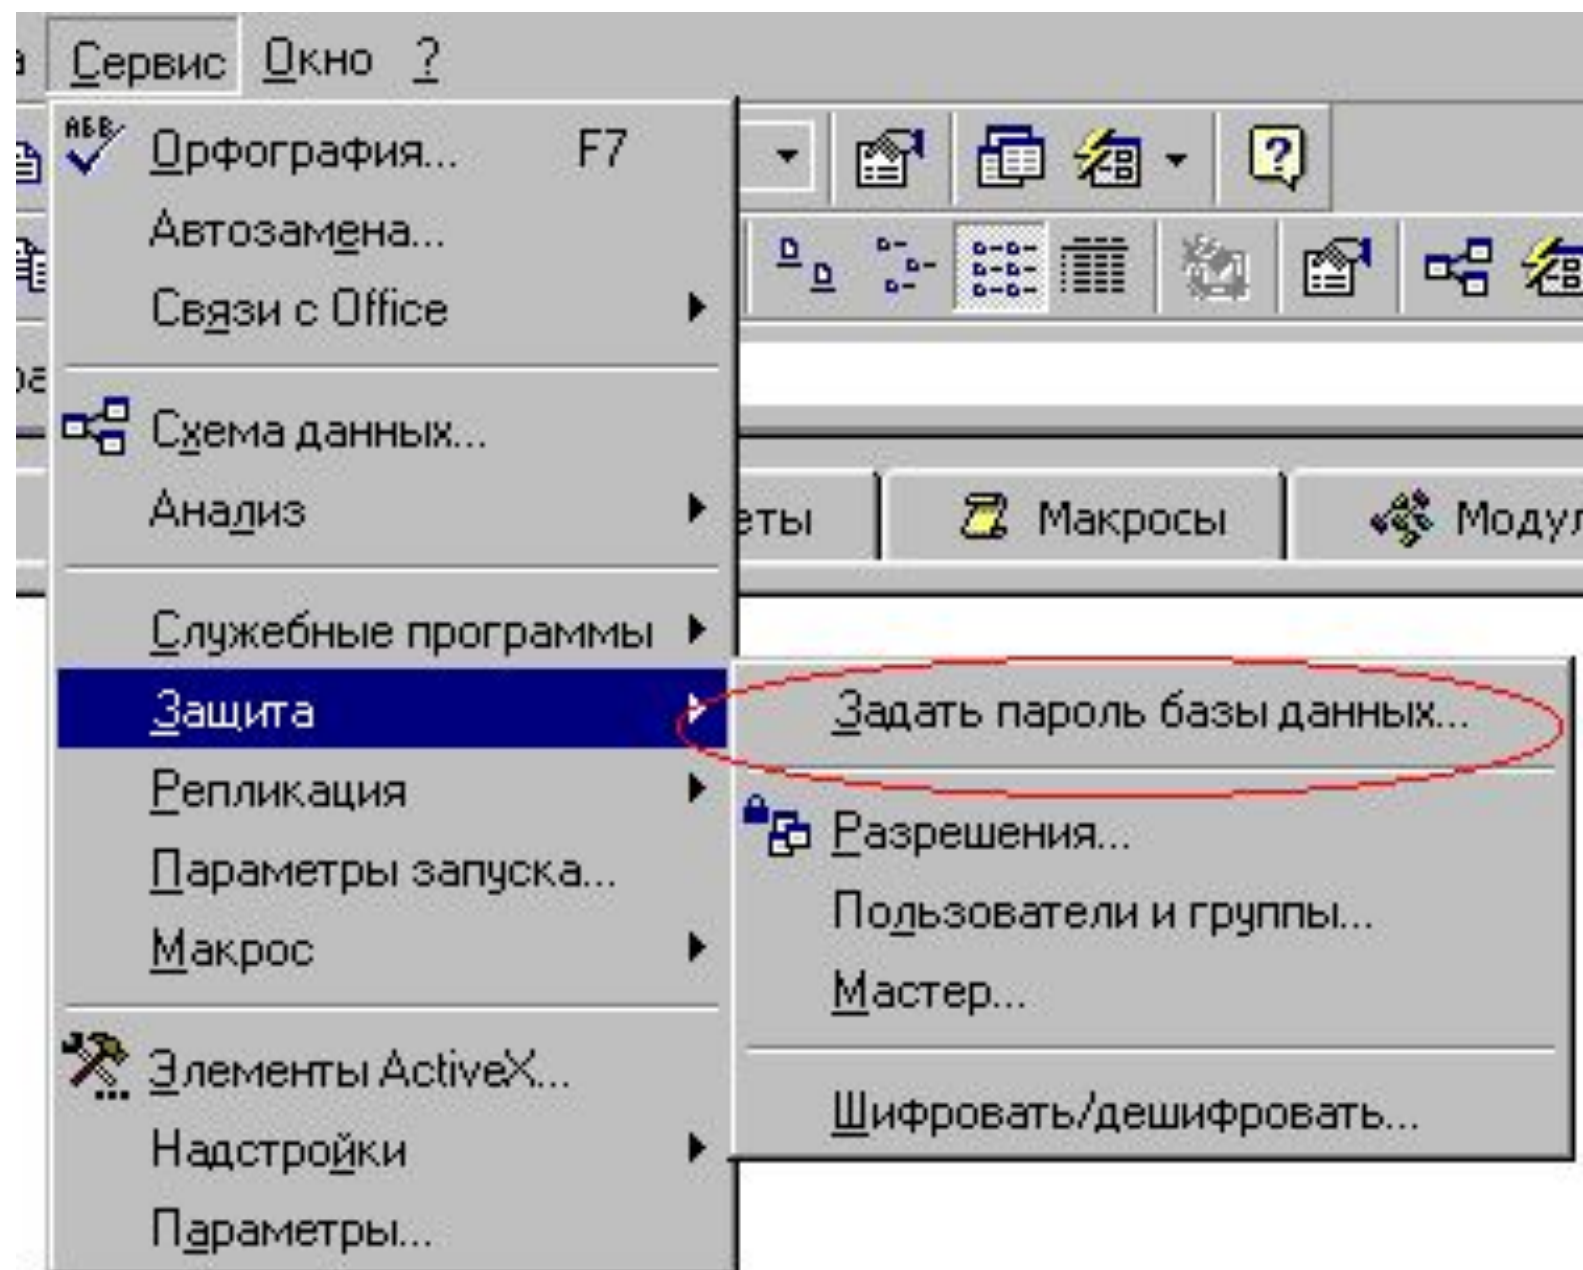 Сервис Окно ?
АБВ Орфография... F7
Автозамена...
Связи с Office
Схема данных...
Анализ
Макросы
Служебные программы
Защита
Задать пароль базы данных...
Репликация
Разрешения...
Параметры запуска...
Пользователи и группы...
Макрос
Мастер...
Элементы ActiveX...
Шифровать/дешифровать...
Надстройки
Параметры...